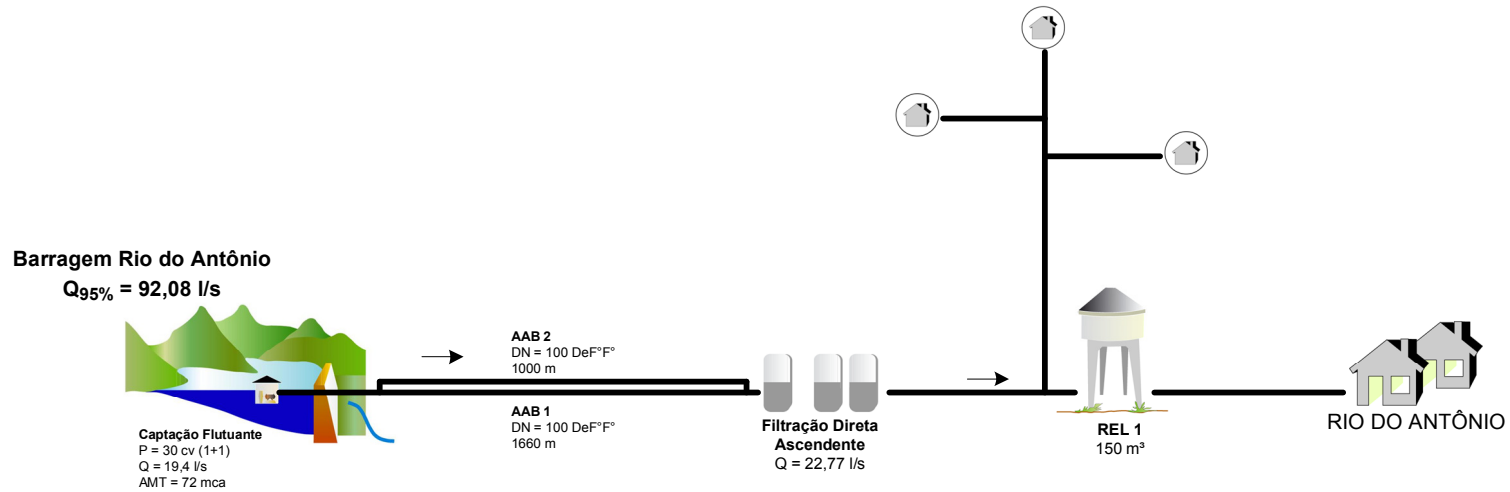 Barragem Rio do Antônio
Q95% = 92,08 l/s
Captação Flutuante
P = 30 cv (1+1)
Q = 19,4 l/s
AMT = 72 mca
AAB 2
DN = 100 DeF°F°
1000 m
AAB 1
DN = 100 DeF°F°
1660 m
Filtração Direta
Ascendente
Q = 22,77 l/s
REL 1
150 m³
RIO DO ANTÔNIO